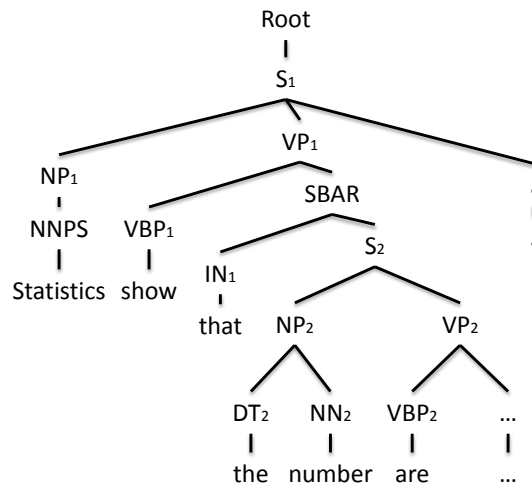 Root
S1
VP1
NP1
SBAR
NNPS VBP1
S2
IN1
Statistics show
that NP2 VP2
DT2 NN2 VBP2 ...
the number are ...